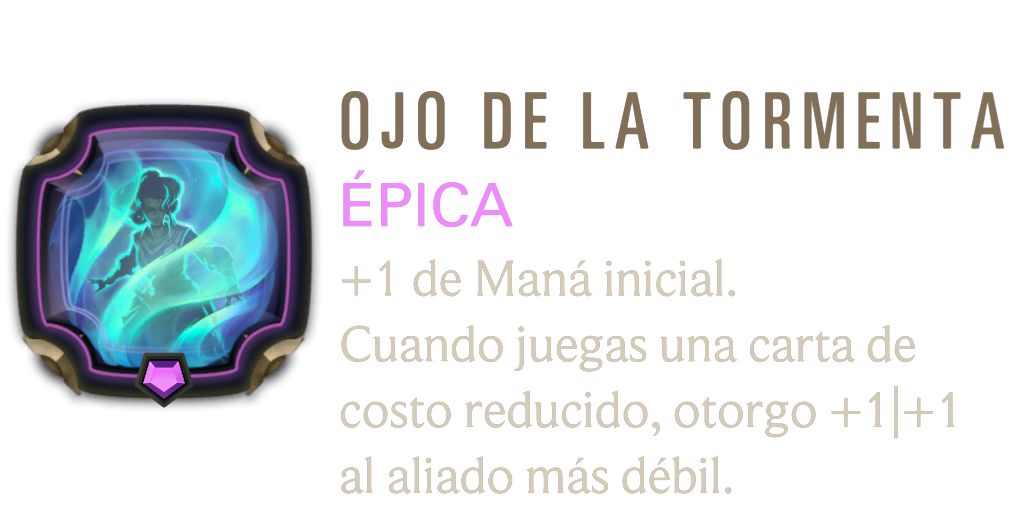 OJO DE LA TORMENTA
ÉPICA
+1 de Maná inicial.
Cuando juegas una carta de
costo reducido, otorgo +1|+1
al aliado más débil.